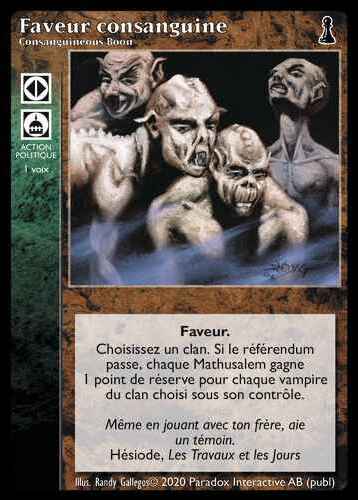 Faveur consanguine
Consanguineous Boon
ACTION
POLITIQUE
1 voix
Faveur.
Choisissez un clan. Si le référendum
passe, chaque Mathusalem gagne
1 point de réserve pour chaque vampire
du clan choisi sous son contrôle.
Même en jouant avec ton frère, aie
un témoin.
Hésiode, Les Travaux et les Jours
Illus. Randy Gallegos© 2020 Paradox Interactive AB (publ)